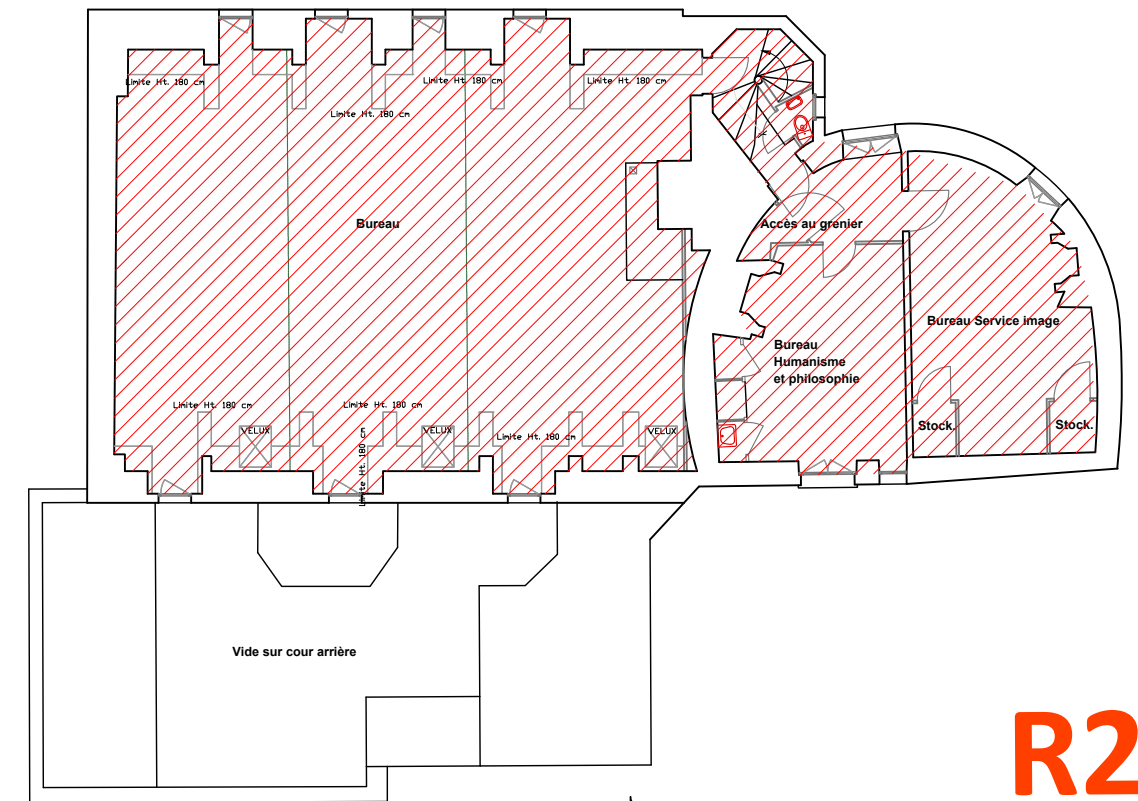 Limite Ht. 180 cm
Limite Ht. 180 cm
Limite Ht. 180 cm
Limite Ht. 180 cm
Bureau
Accès au grenier
Bureau Service image
Bureau
Humanisme
et philosophie
Limite Ht. 180 cm
Limite Ht. 180 cm
Limite Ht. 180 cm
Limite Ht. 180 cm
VELUX
VELUX
VELUX
Stock.
Stock.
Vide sur cour arrière
R2